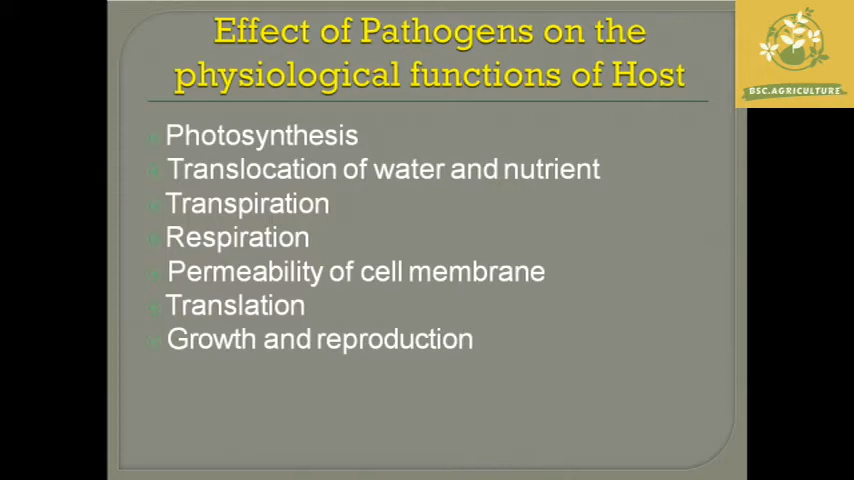 Effect of Pathogens on the
physiological functions of Host
BSC.AGRICULTURE
Photosynthesis
Translocation of water and nutrient
Transpiration
Respiration
Permeability of cell membrane
Translation
Growth and reproduction